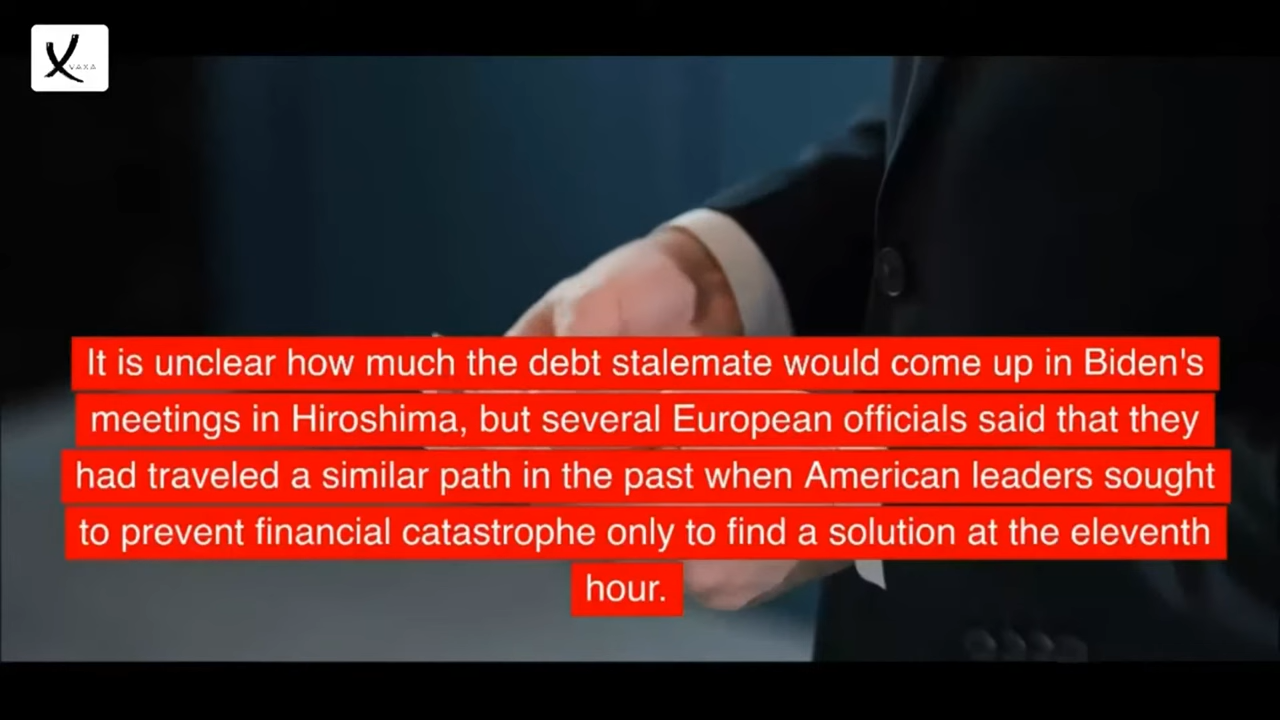 VAXA
It is unclear how much the debt stalemate would come up in Biden's
meetings in Hiroshima, but several European officials said that they
had traveled a similar path in the past when American leaders sought
to prevent financial catastrophe only to find a solution at the eleventh
hour.